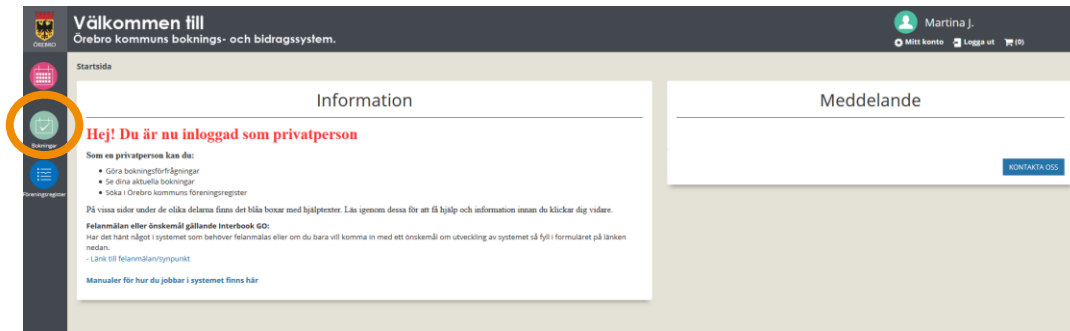 ÖREBRO
Välkommen till
Örebro kommuns boknings- och bidragssystem.
Martina J.
Mitt konto Logga ut (0)
Startsida
Bokningar
Föreningsregister
Information
Hej! Du är nu inloggad som privatperson
Som en privatperson kan du:
• Göra bokningsförfrågningar
• Se dina aktuella bokningar
• Söka i Örebro kommuns föreningsregister
På vissa sidor under de olika delarna finns det blåa boxar med hjälptexter. Läs igenom dessa för att få hjälp och information innan du klickar dig vidare.
Felanmälan eller önskemål gällande Interbook GO:
Har det hänt något i systemet som behöver felanmälas eller om du bara vill komma in med ett önskemål om utveckling av systemet så fyll i formuläret på länken
nedan.
- Länk till felanmälan/synpunkt
Manualer för hur du jobbar i systemet finns här
Meddelande
KONTAKTA OSS